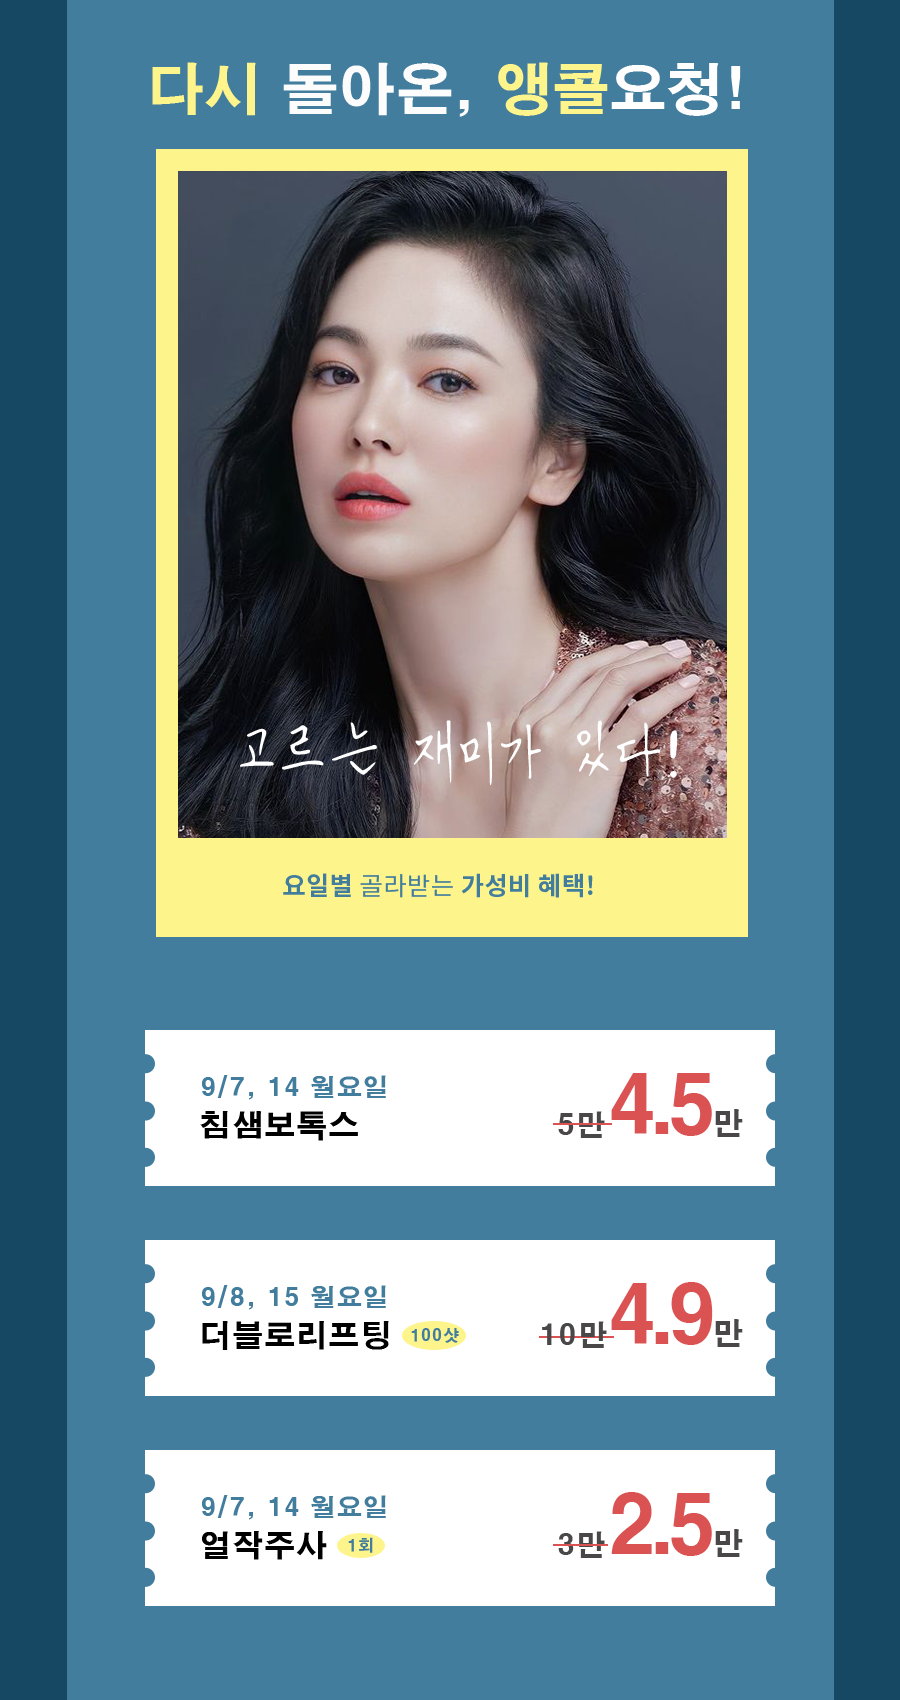 다시 돌아온, 앵콜요청!
고르는 재미가 있다!
요일별 골라받는 가성비 혜택!
9/7, 14 월요일
침샘보톡스
5만 4.5만
9/8, 15 월요일
더블로리프팅 100샷
10만 4.9만
9/7, 14 월요일
얼작주사 1회
3만 2.5만